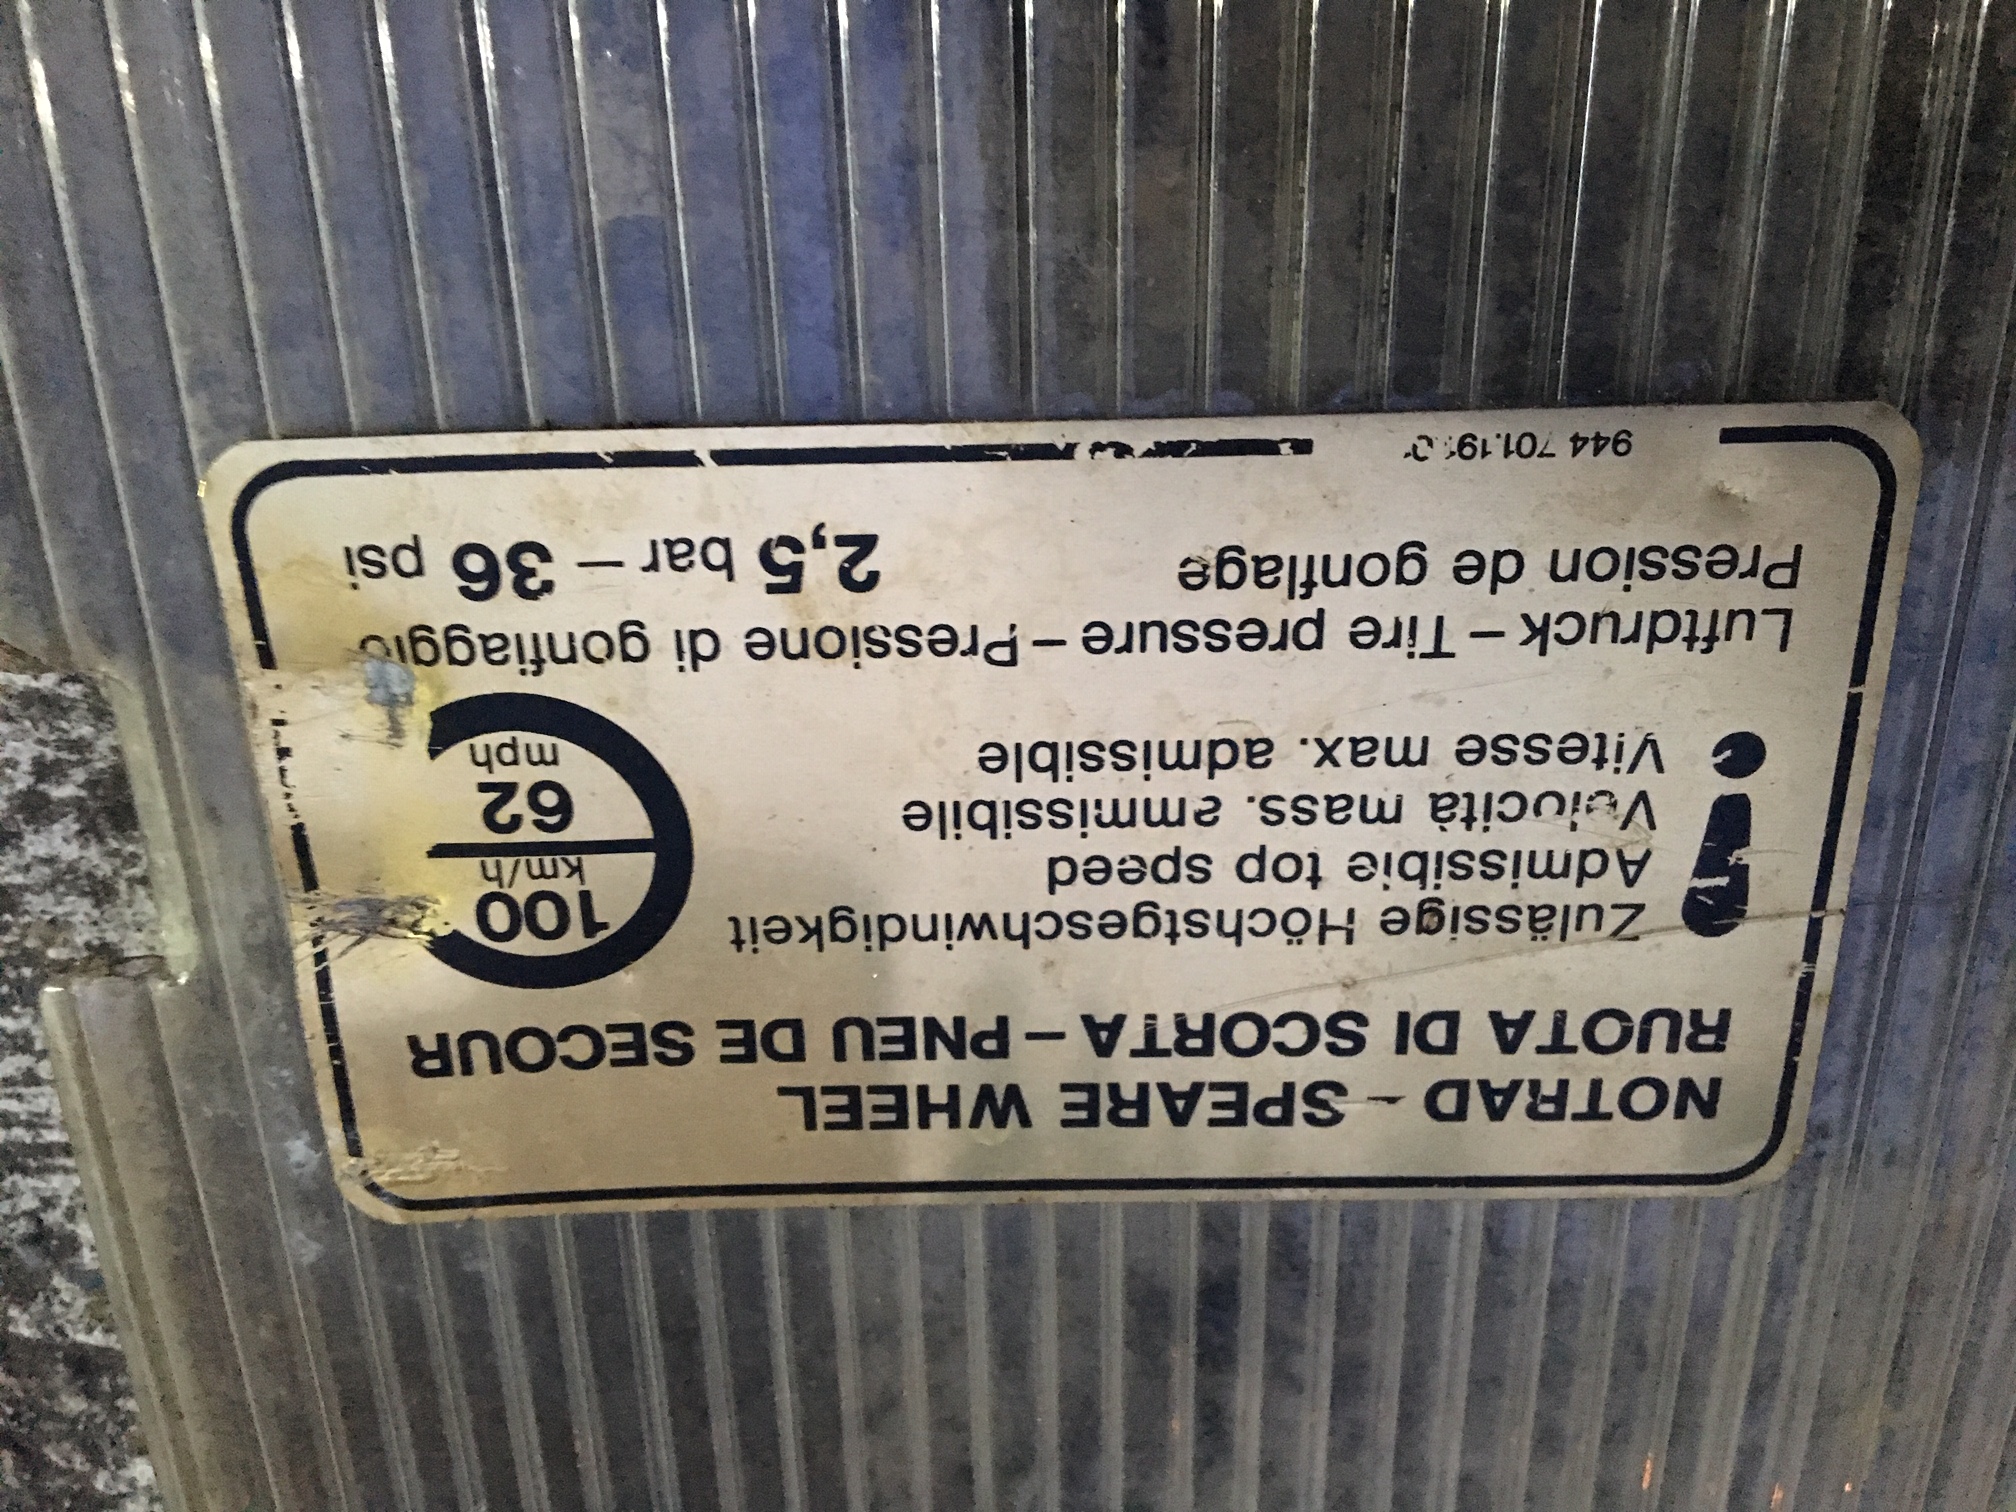 NOTRAD - SPEARE WHEEL
RUOTA DI SCORTA – PNEU DE SECOUR
Zulässige Höchstgeschwindigkeit
Admissible top speed
Velocità mass. ammissibile
Vitesse max. admissible
100
km/h
62
mph
Luftdruck – Tire pressure – Pressione di gonfiaggio
Pression de gonflage 2,5 bar – 36 psi
944 701.19